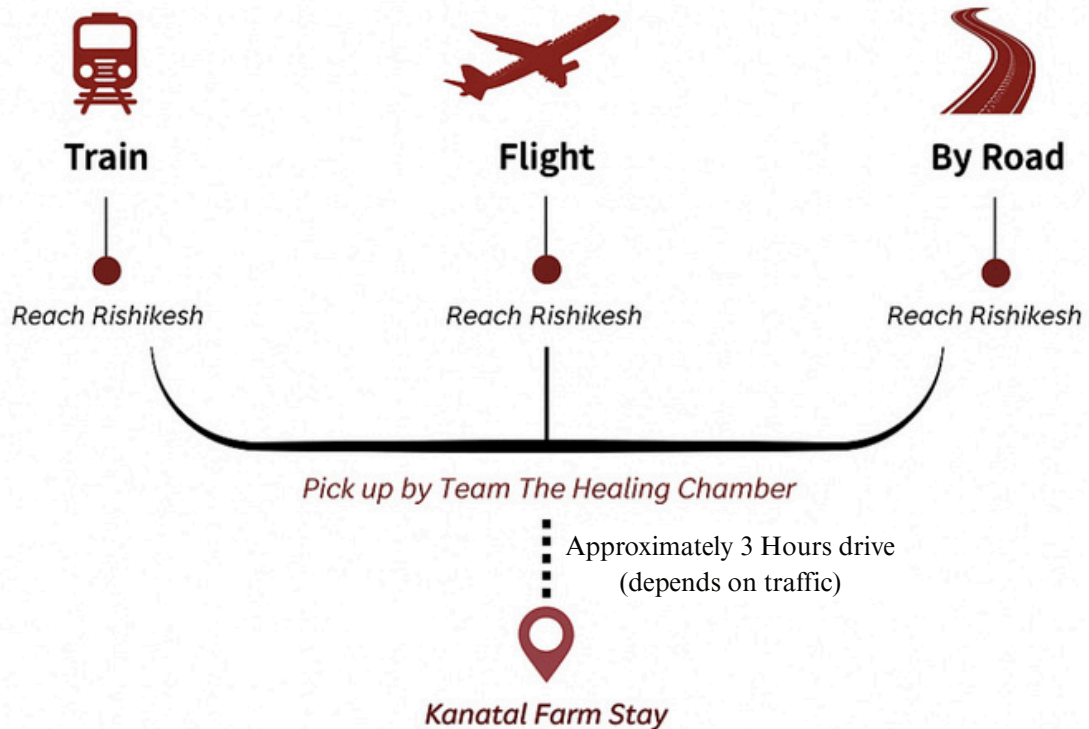 Train
Flight
By Road
Reach Rishikesh
Reach Rishikesh
Reach Rishikesh
Pick up by Team The Healing Chamber
Approximately 3 Hours drive
(depends on traffic)
Kanatal Farm Stay